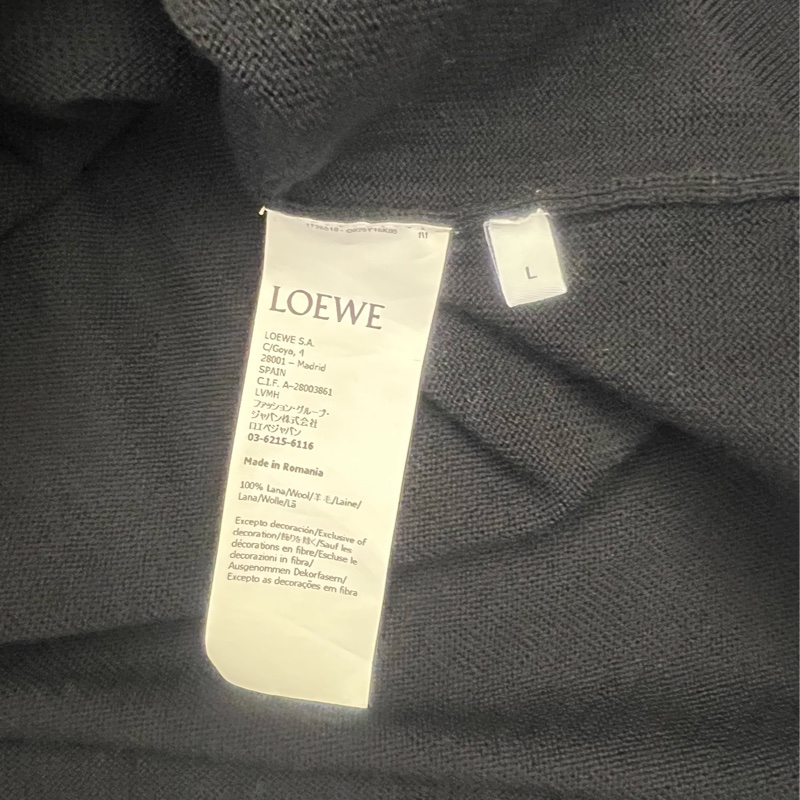 LOEWE
LOEWE S.A.
C/Goya, 4
28001 – Madrid
SPAIN
C.I.F. A-28003861
LVMH
ファッション・グループ・
ジャパン株式会社
ロエベジャパン
03-6215-6116
Made in Romania
100% Lana/Wool/羊毛/Laine/
Lana/Wolle/Lã
Excepto decoración/Exclusive of
decoration/飾りを除く/Sauf les
décorations en fibre/Escluse le
decorazioni in fibra/
Ausgenommen Dekorfasern/
Excepto as decorações em fibra
L